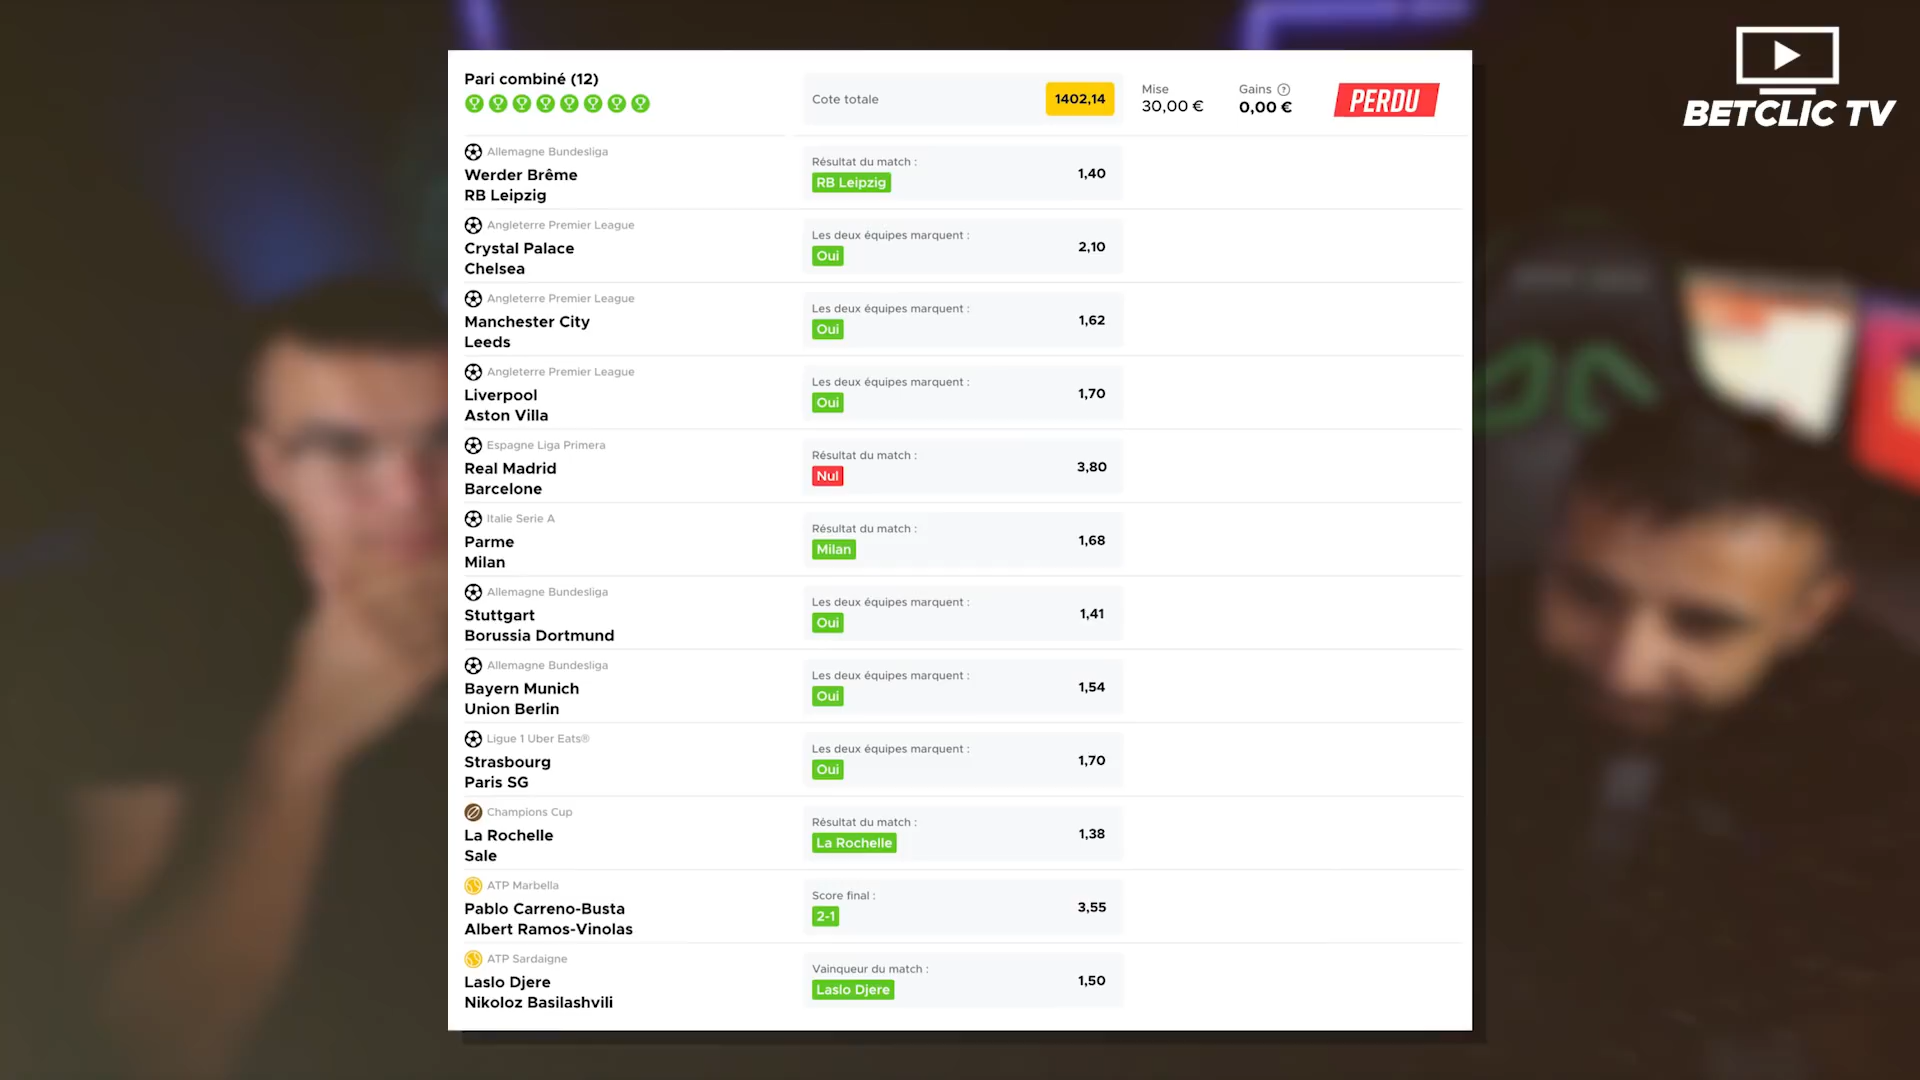 Pari combiné (12)
Cote totale
1402,14
Mise
30,00 €
Gains ?
0,00 €
PERDU
BETCLIC TV
Allemagne Bundesliga
Werder Brême
RB Leipzig
Résultat du match :
RB Leipzig
1,40
Angleterre Premier League
Crystal Palace
Chelsea
Les deux équipes marquent :
Oui
2,10
Angleterre Premier League
Manchester City
Leeds
Les deux équipes marquent :
Oui
1,62
Angleterre Premier League
Liverpool
Aston Villa
Les deux équipes marquent :
Oui
1,70
Espagne Liga Primera
Real Madrid
Barcelone
Résultat du match :
Nul
3,80
Italie Serie A
Parme
Milan
Résultat du match :
Milan
1,68
Allemagne Bundesliga
Stuttgart
Borussia Dortmund
Les deux équipes marquent :
Oui
1,41
Allemagne Bundesliga
Bayern Munich
Union Berlin
Les deux équipes marquent :
Oui
1,54
Ligue 1 Uber Eats®
Strasbourg
Paris SG
Les deux équipes marquent :
Oui
1,70
Champions Cup
La Rochelle
Sale
Résultat du match :
La Rochelle
1,38
ATP Marbella
Pablo Carreno-Busta
Albert Ramos-Vinolas
Score final :
2-1
3,55
ATP Sardaigne
Laslo Djere
Nikoloz Basilashvili
Vainqueur du match :
Laslo Djere
1,50